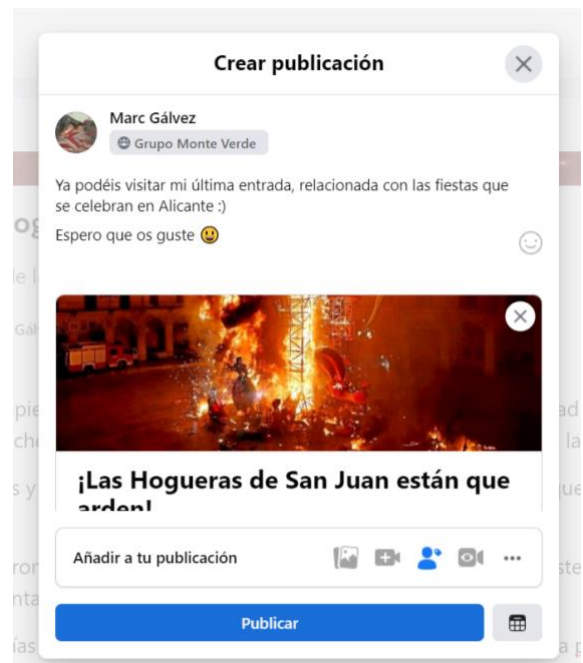 Crear publicación
Marc Gálvez
Grupo Monte Verde
Ya podéis visitar mi última entrada, relacionada con las fiestas que
se celebran en Alicante :)
Espero que os guste 😃
¡Las Hogueras de San Juan están que
arden!
Añadir a tu publicación
Publicar